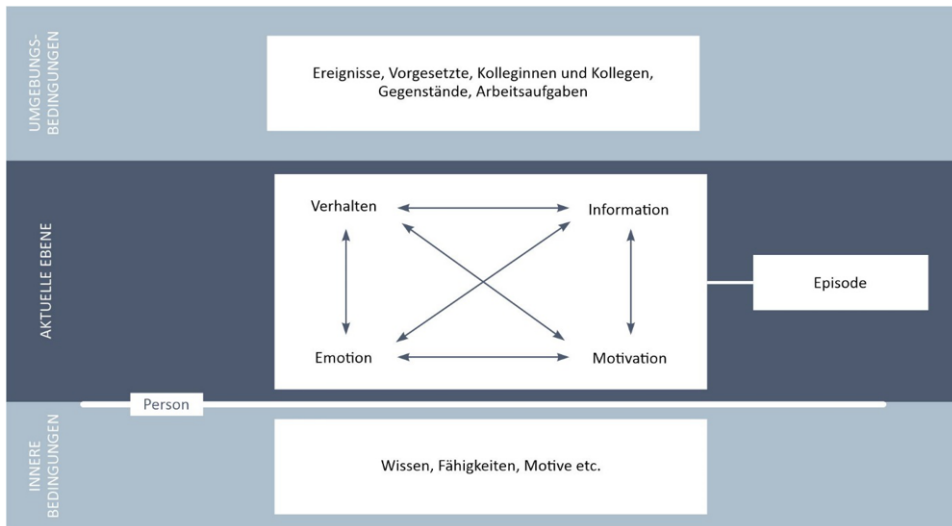 UMGEBUNGS-
BEDINGUNGEN
Ereignisse, Vorgesetzte, Kolleginnen und Kollegen,
Gegenstände, Arbeitsaufgaben
AKTUELLE EBENE
Verhalten
Information
Emotion
Motivation
Episode
Person
INNERE
BEDINGUNGEN
Wissen, Fähigkeiten, Motive etc.